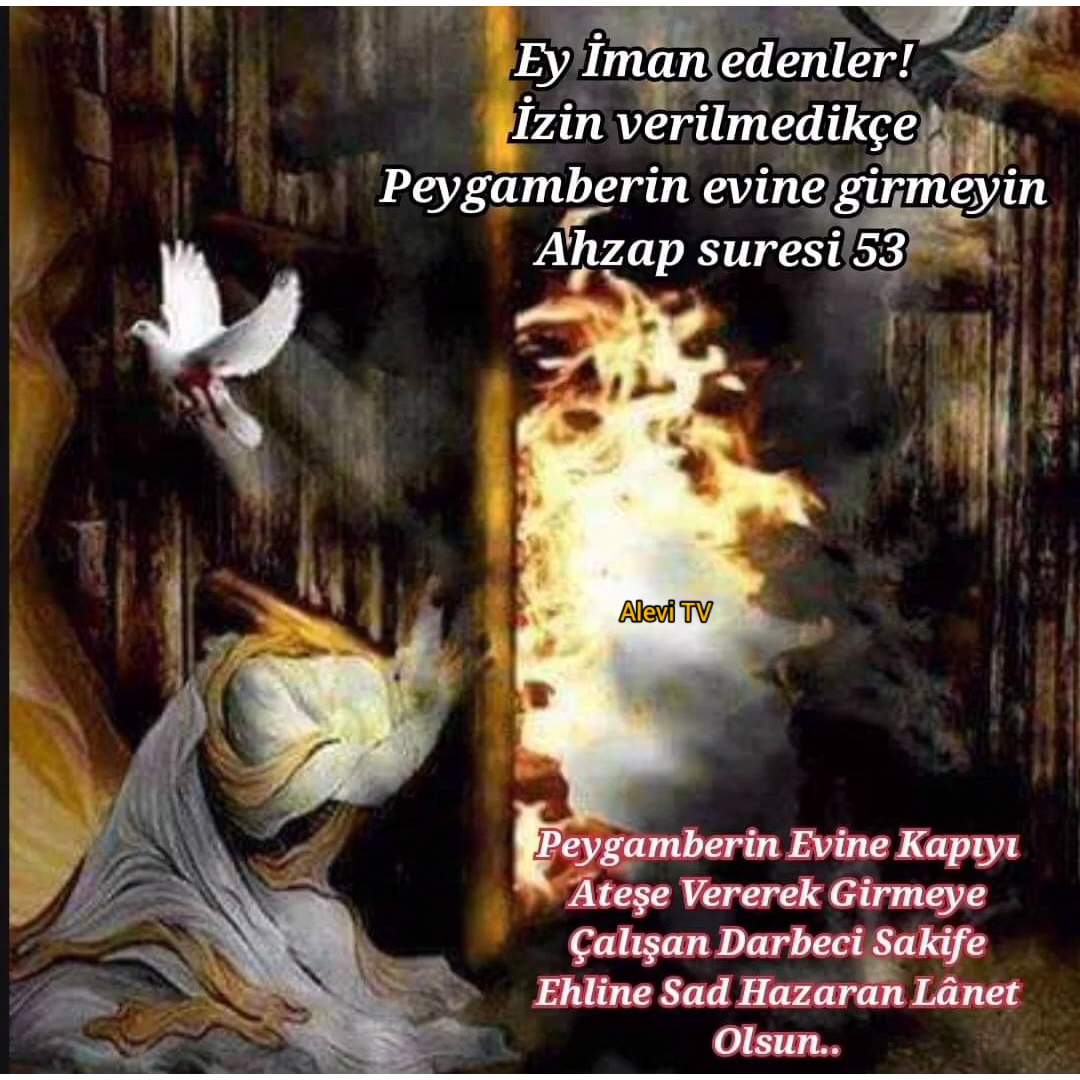 Ey İman edenler!
İzin verilmedikçe
Peygamberin evine girmeyin
Ahzap suresi 53
Alevi TV
Peygamberin Evine Kapıyı
Ateşe Vererek Girmeye
Çalışan Darbeci Sakife
Ehline Sad Hazaran Lânet
Olsun..